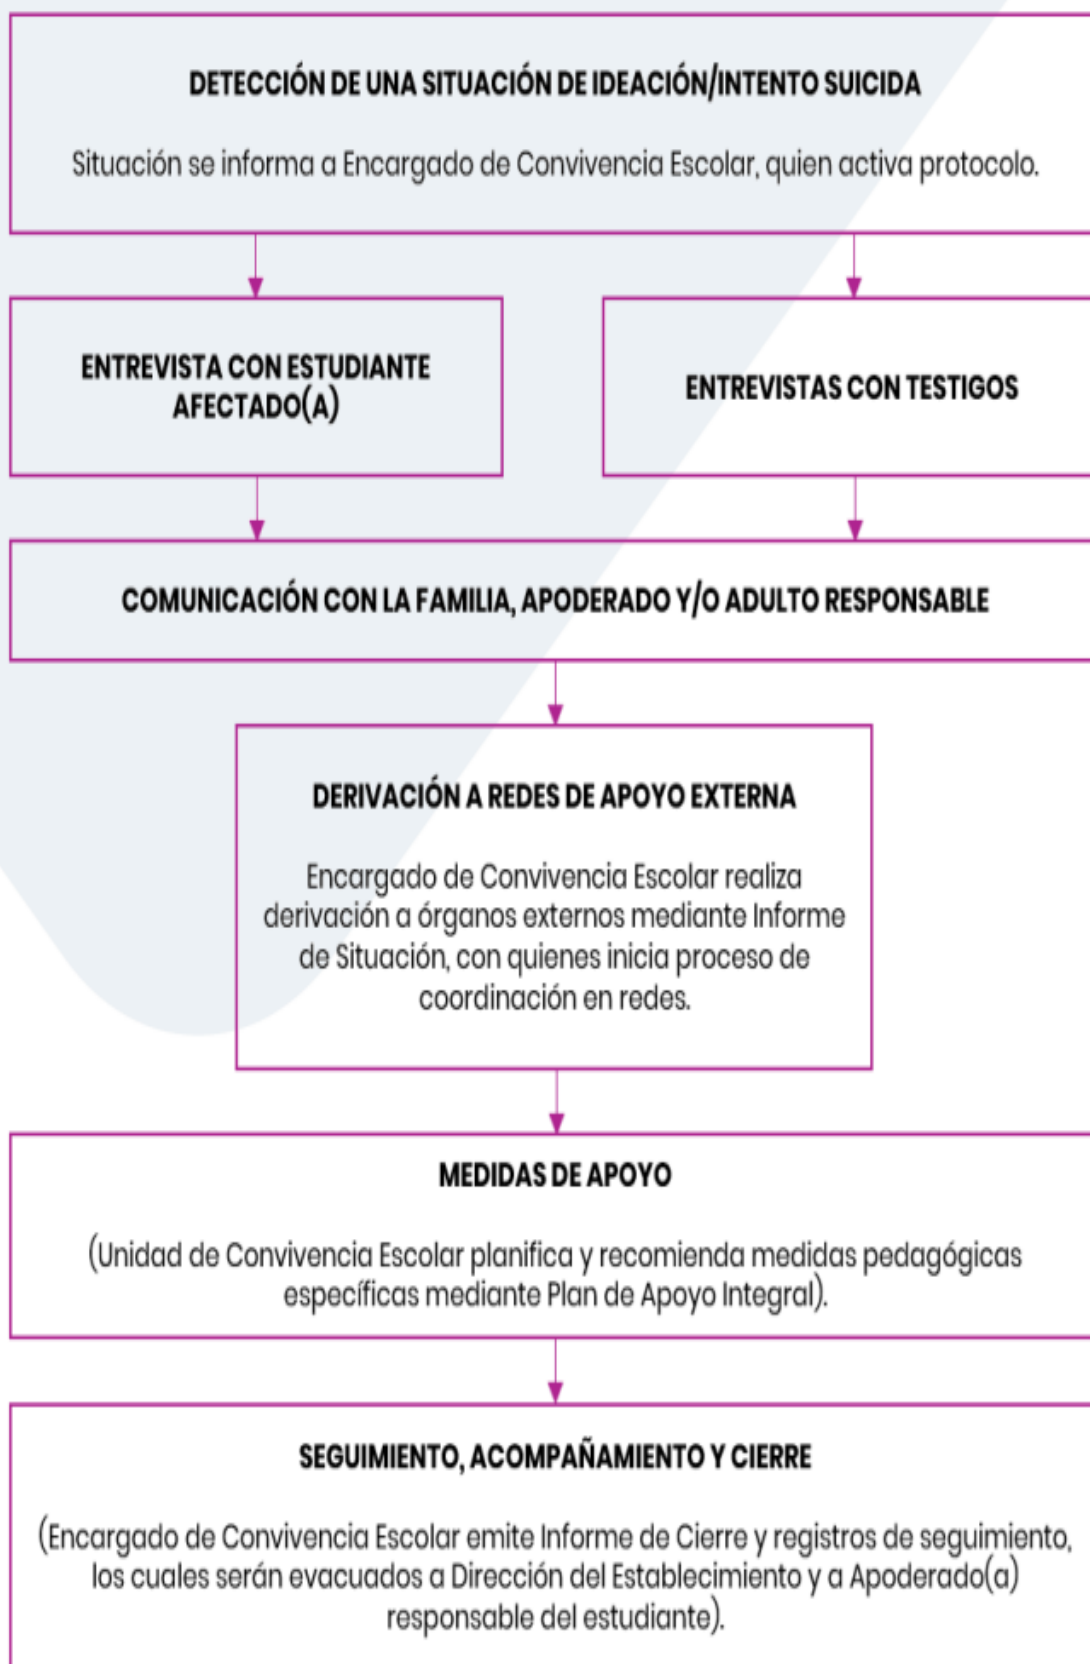 DETECCIÓN DE UNA SITUACIÓN DE IDEACIÓN/INTENTO SUICIDA
Situación se informa a Encargado de Convivencia Escolar, quien activa protocolo.
ENTREVISTA CON ESTUDIANTE
AFECTADO(A)
ENTREVISTAS CON TESTIGOS
COMUNICACIÓN CON LA FAMILIA, APODERADO Y/O ADULTO RESPONSABLE
DERIVACIÓN A REDES DE APOYO EXTERNA
Encargado de Convivencia Escolar realiza
derivación a órganos externos mediante Informe
de Situación, con quienes inicia proceso de
coordinación en redes.
MEDIDAS DE APOYO
(Unidad de Convivencia Escolar planifica y recomienda medidas pedagógicas
específicas mediante Plan de Apoyo Integral).
SEGUIMIENTO, ACOMPAÑAMIENTO Y CIERRE
(Encargado de Convivencia Escolar emite Informe de Cierre y registros de seguimiento,
los cuales serán evacuados a Dirección del Establecimiento y a Apoderado(a)
responsable del estudiante).